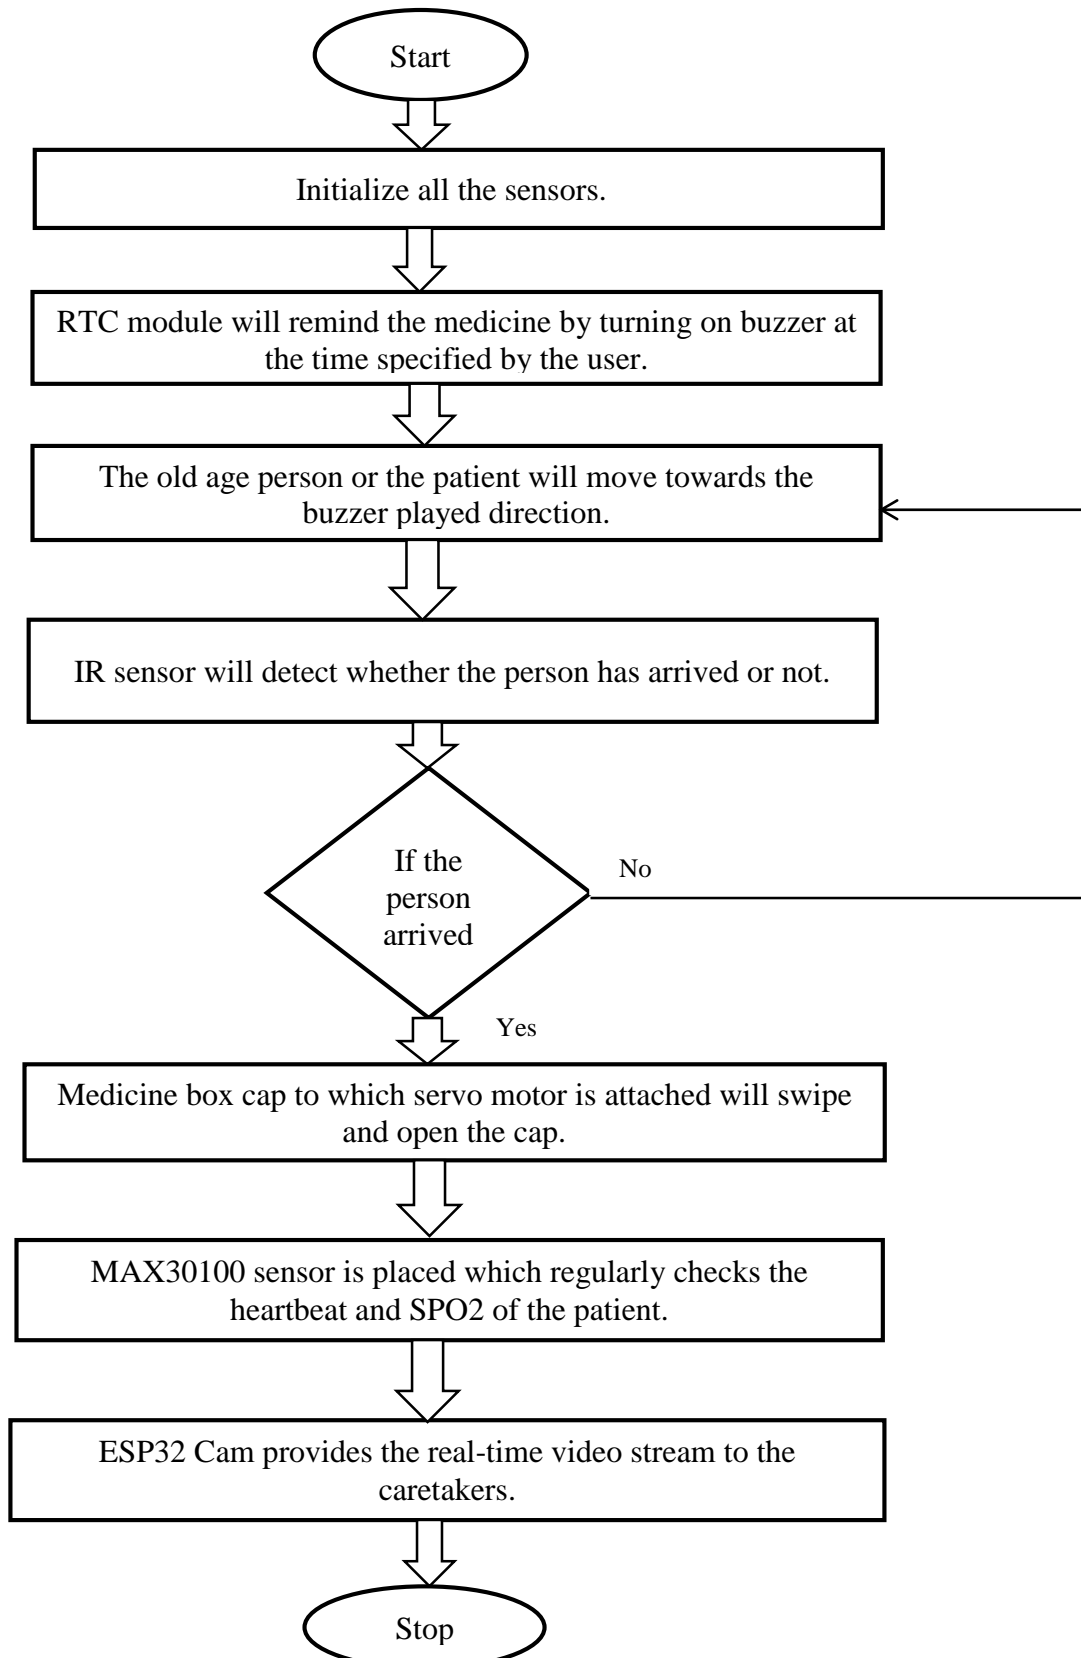 Start
Initialize all the sensors.
RTC module will remind the medicine by turning on buzzer at
the time specified by the user.
The old age person or the patient will move towards the
buzzer played direction.
IR sensor will detect whether the person has arrived or not.
If the
person
arrived
No
Yes
Medicine box cap to which servo motor is attached will swipe
and open the cap.
MAX30100 sensor is placed which regularly checks the
heartbeat and SPO2 of the patient.
ESP32 Cam provides the real-time video stream to the
caretakers.
Stop